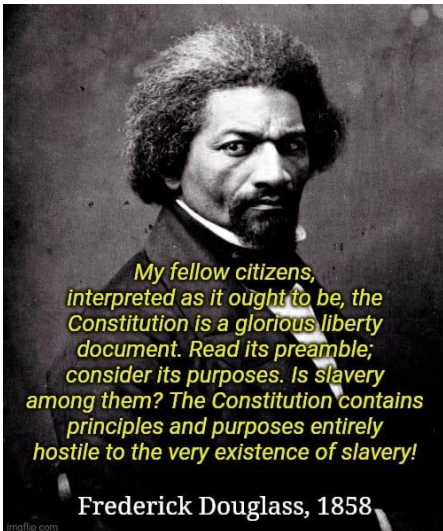 My fellow citizens,
interpreted as it ought to be, the
Constitution is a glorious liberty
document. Read its preamble;
consider its purposes. Is slavery
among them? The Constitution contains
principles and purposes entirely
hostile to the very existence of slavery!
Frederick Douglass, 1858
imgflip.com